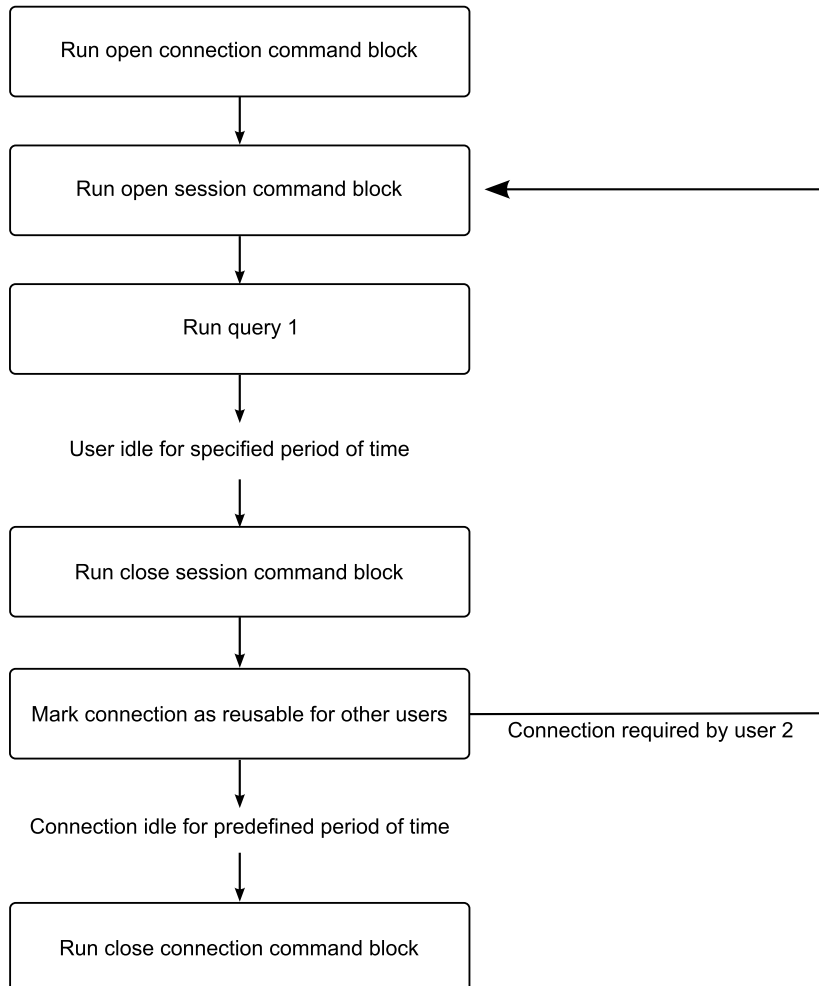 Run open connection command block
Run open session command block
Run query 1
User idle for specified period of time
Run close session command block
Mark connection as reusable for other users
Connection required by user 2
Connection idle for predefined period of time
Run close connection command block